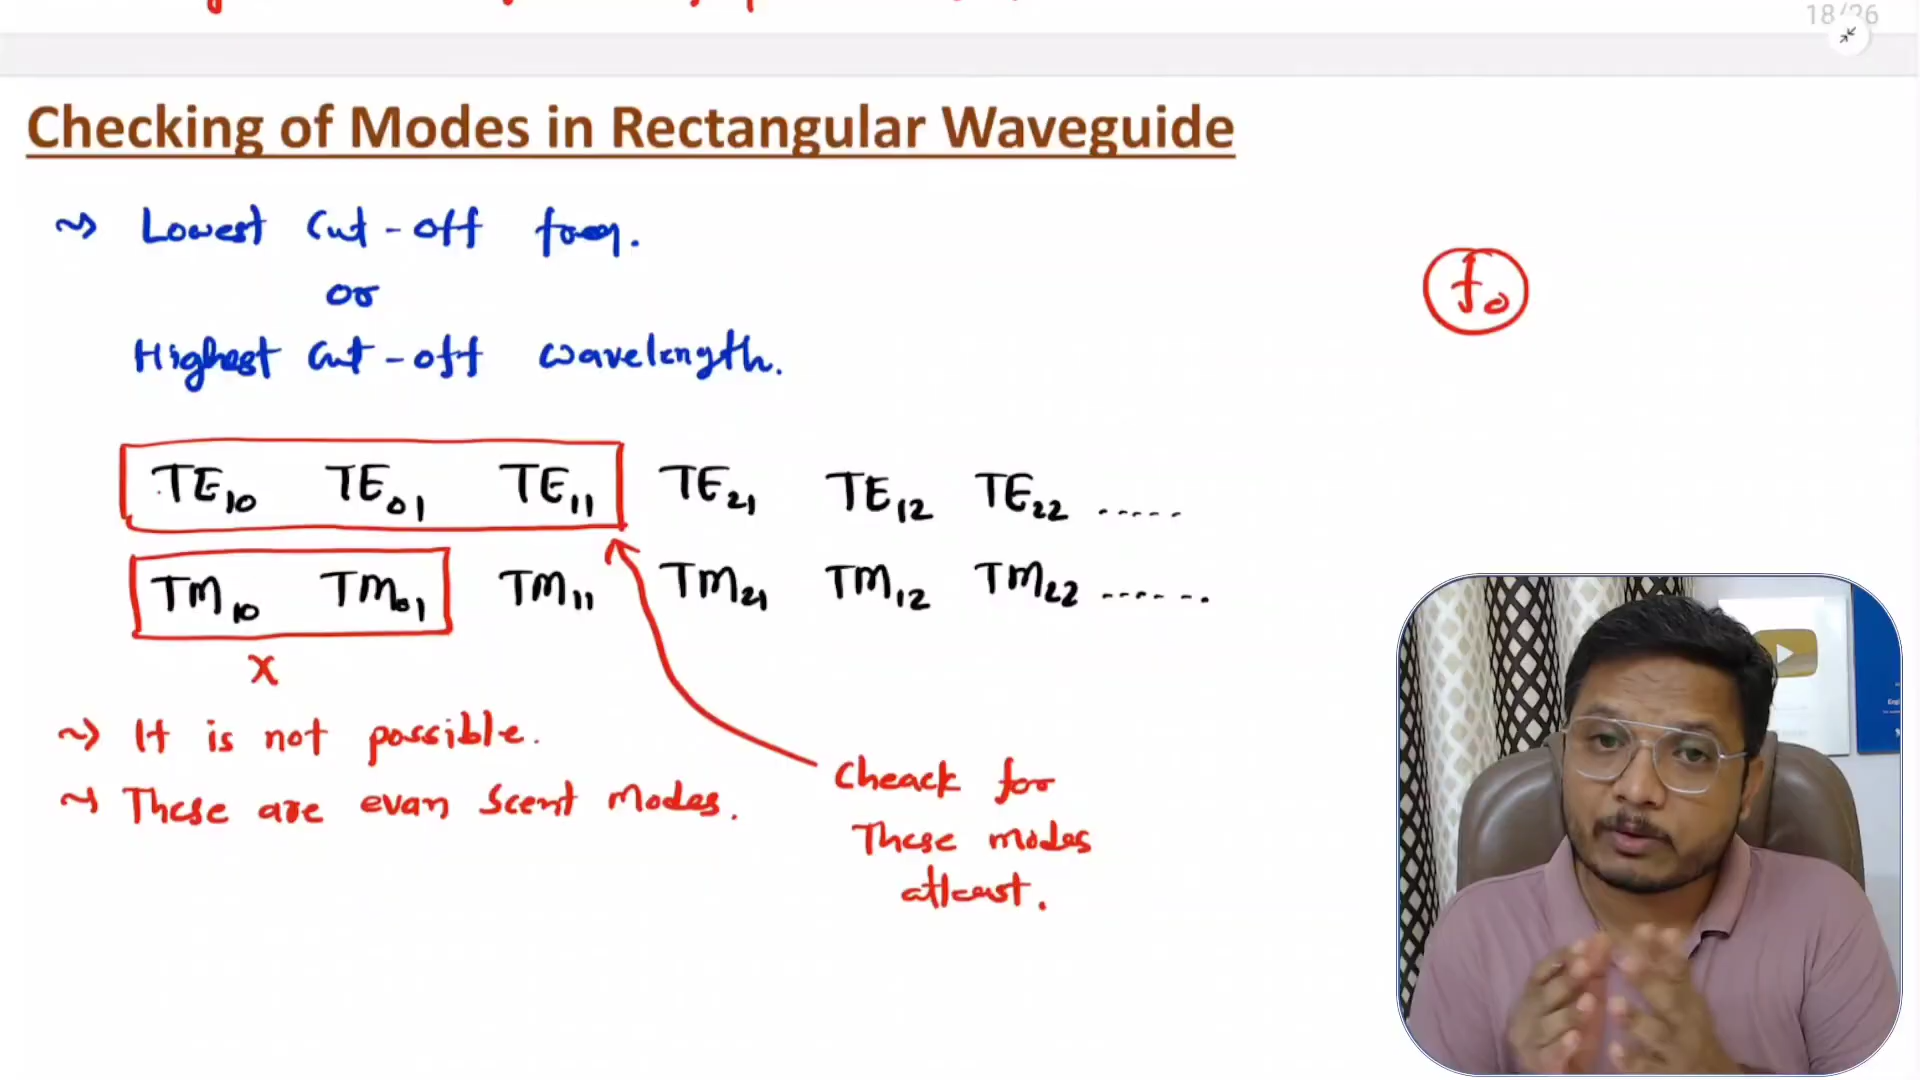 18/26
Checking of Modes in Rectangular Waveguide
~> Lowest Cut-off freq.
or
Highest Cut-off wavelength.
f₀
TE₁₀ TE₀₁ TE₁₁ TE₂₁ TE₁₂ TE₂₂ .....
TM₁₀ TM₀₁ TM₁₁ TM₂₁ TM₁₂ TM₂₂ ......
x
~> It is not possible.
~> These are evan scent modes.
Cheack for
These modes
atleast.